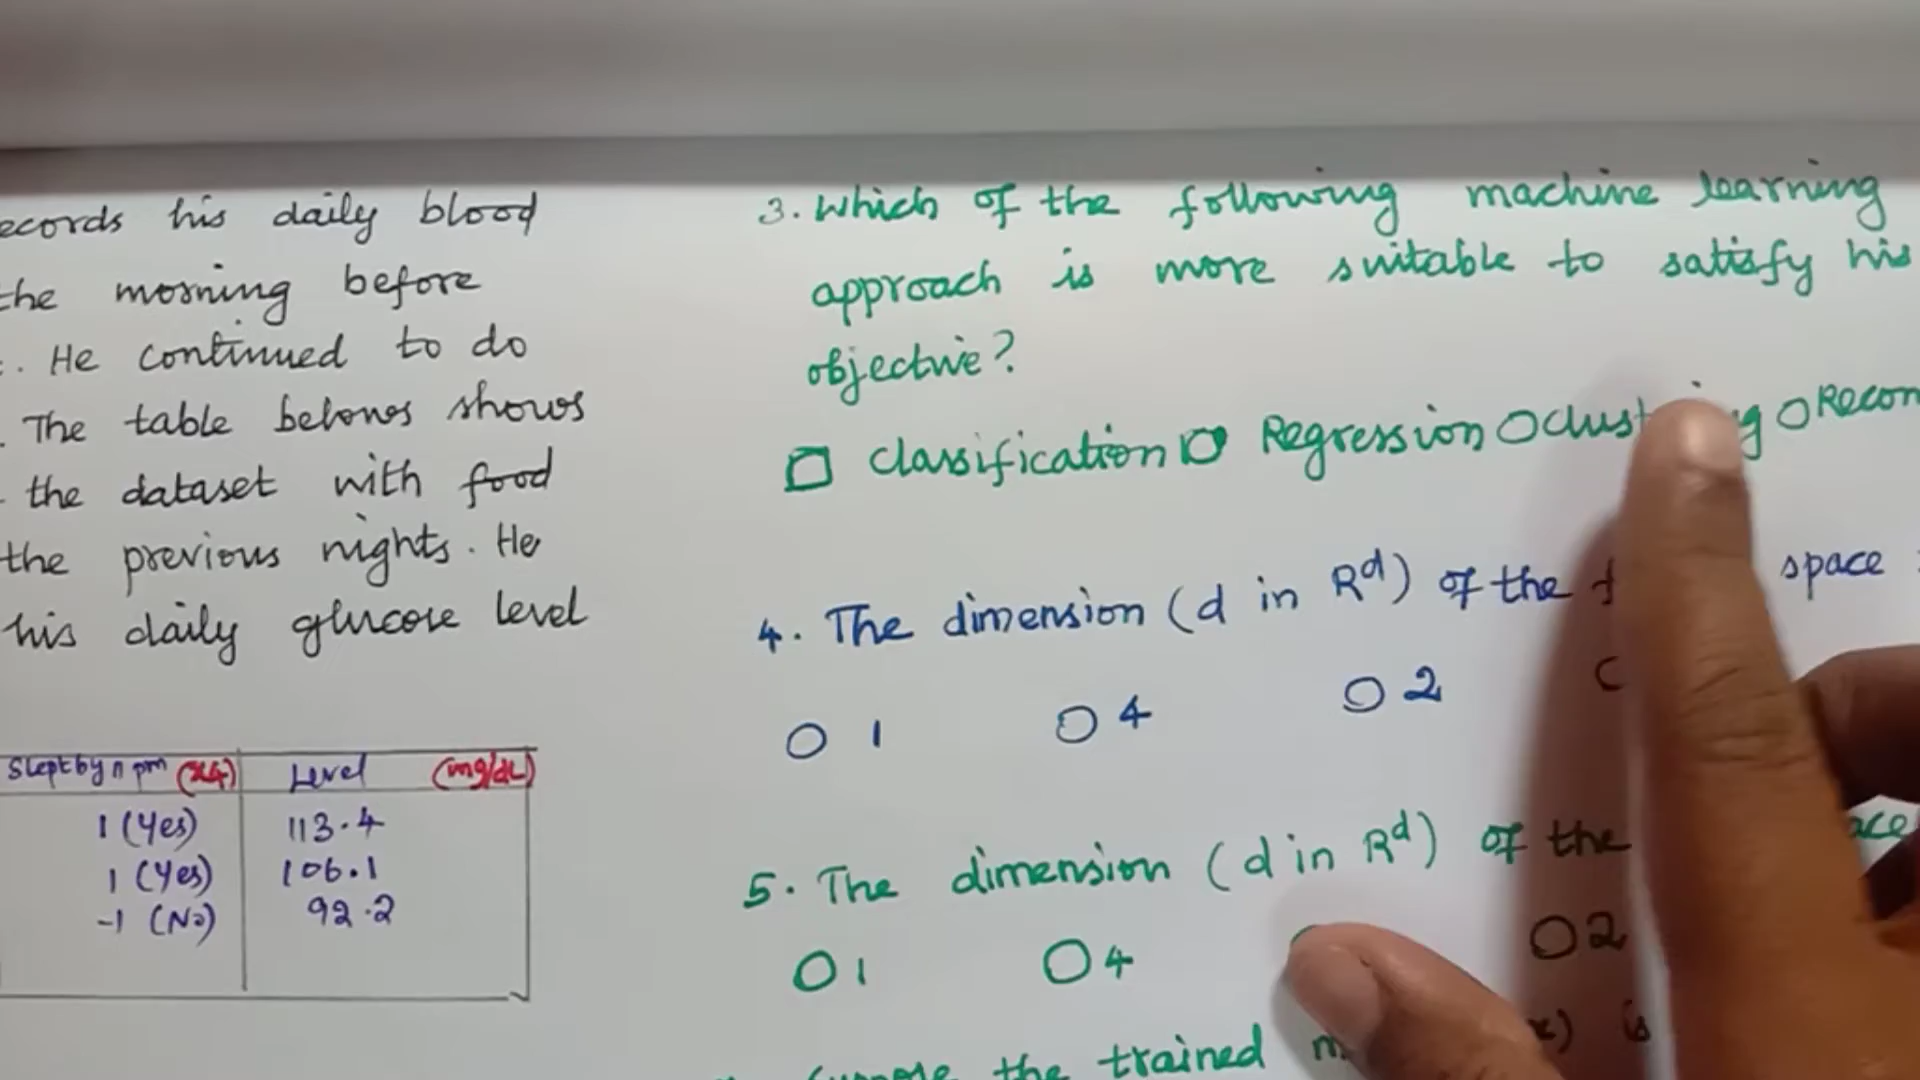 ecords his daily blood
the morning before
. He continued to do
. The table belows shows
the dataset with food
the previous nights. He
his daily glucose level
Slept by 11 pm (x4) Level (mg/dL)
1 (Yes) 113.4
1 (Yes) 106.1
-1 (No) 92.2
3. Which of the following machine learning
approach is more suitable to satisfy his
objective?
Classification Regression Recon
4. The dimension (d in R^d) of the space
1 4 2
5. The dimension (d in R^d) of the
1 4 2
the trained x) is